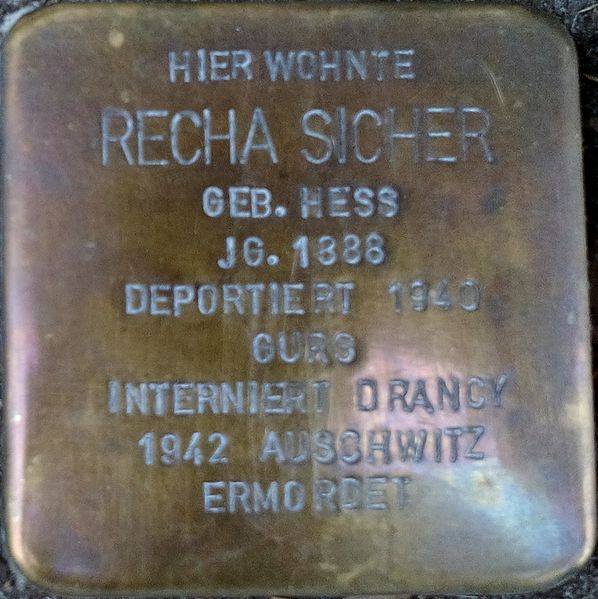 HIER WOHNTE
RECHA SICHER
GEB. HESS
JG. 1888
DEPORTIERT 1940
GURS
INTERNIERT DRANCY
1942 AUSCHWITZ
ERMORDET